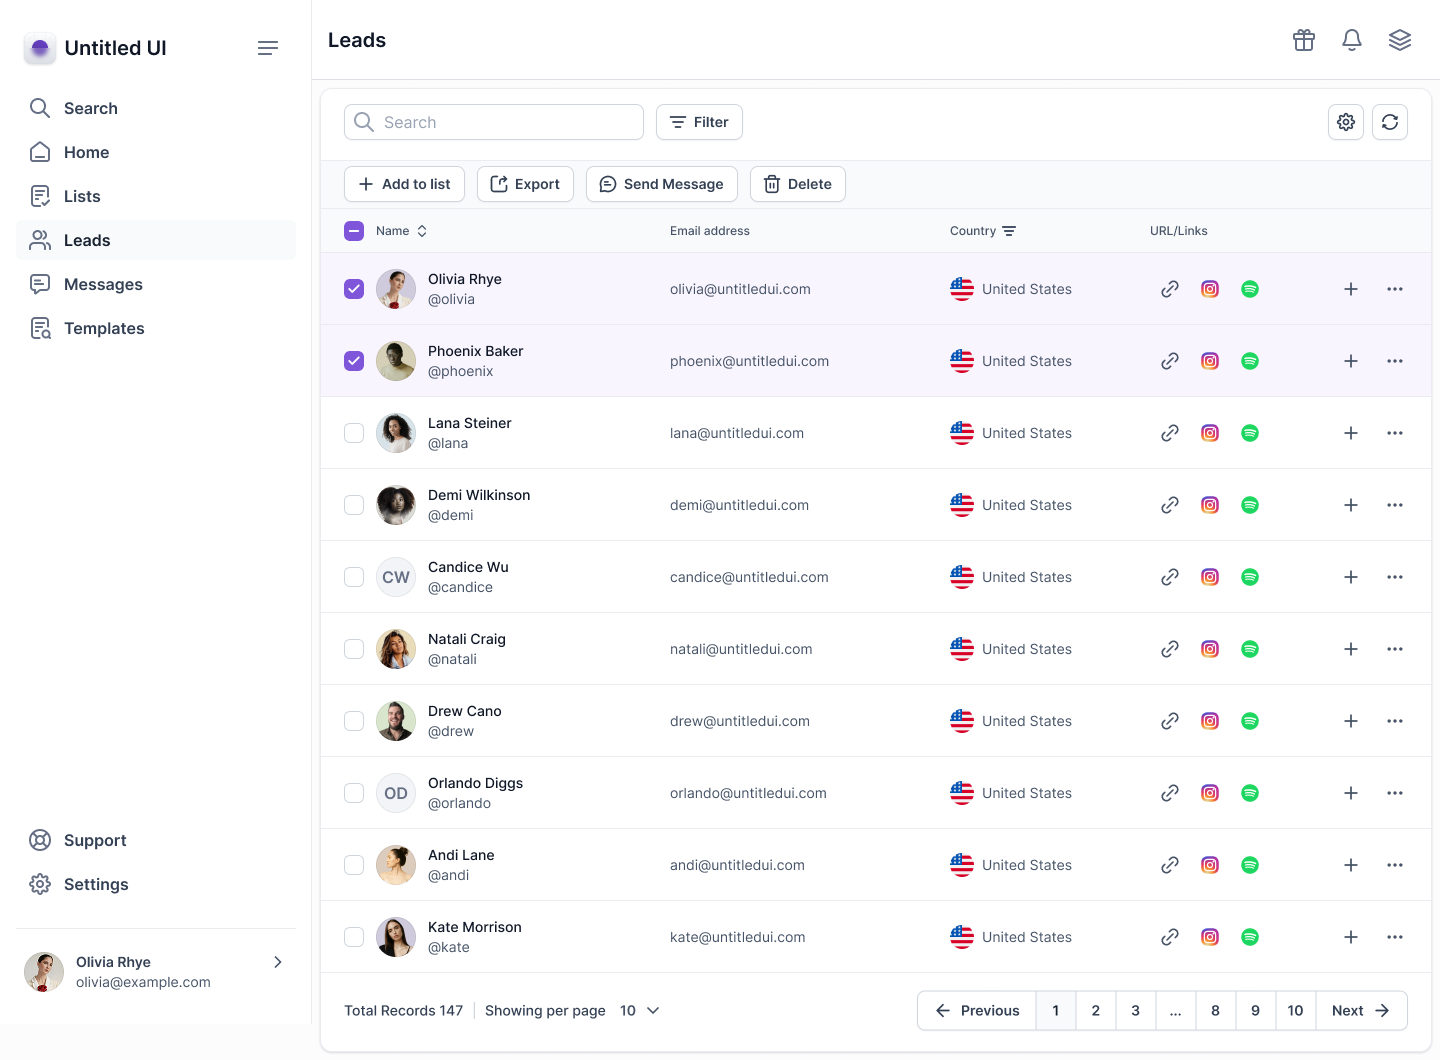 Untitled UI
Search
Home
Lists
Leads
Messages
Templates
Support
Settings
Olivia Rhye
olivia@example.com
Leads
Search
Filter
Add to list
Export
Send Message
Delete
Name
Email address
Country
URL/Links
Olivia Rhye
@olivia
olivia@untitledui.com
United States
Phoenix Baker
@phoenix
phoenix@untitledui.com
United States
Lana Steiner
@lana
lana@untitledui.com
United States
Demi Wilkinson
@demi
demi@untitledui.com
United States
CW
Candice Wu
@candice
candice@untitledui.com
United States
Natali Craig
@natali
natali@untitledui.com
United States
Drew Cano
@drew
drew@untitledui.com
United States
OD
Orlando Diggs
@orlando
orlando@untitledui.com
United States
Andi Lane
@andi
andi@untitledui.com
United States
Kate Morrison
@kate
kate@untitledui.com
United States
Total Records 147
Showing per page
10
Previous
1
2
3
...
8
9
10
Next